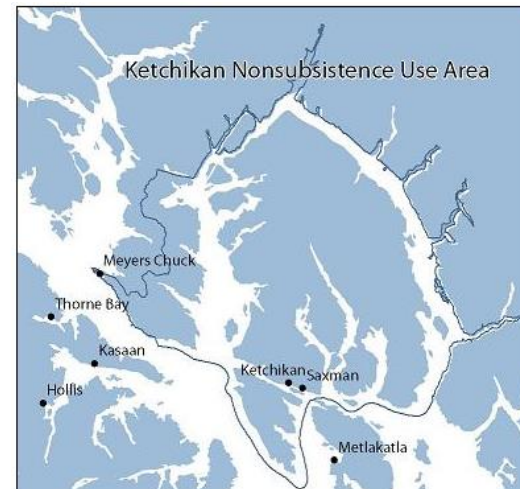 Ketchikan Nonsubsistence Use Area
Meyers Chuck
Thorne Bay
Kasaan
Ketchikan
Saxman
Hollis
Metlakatla